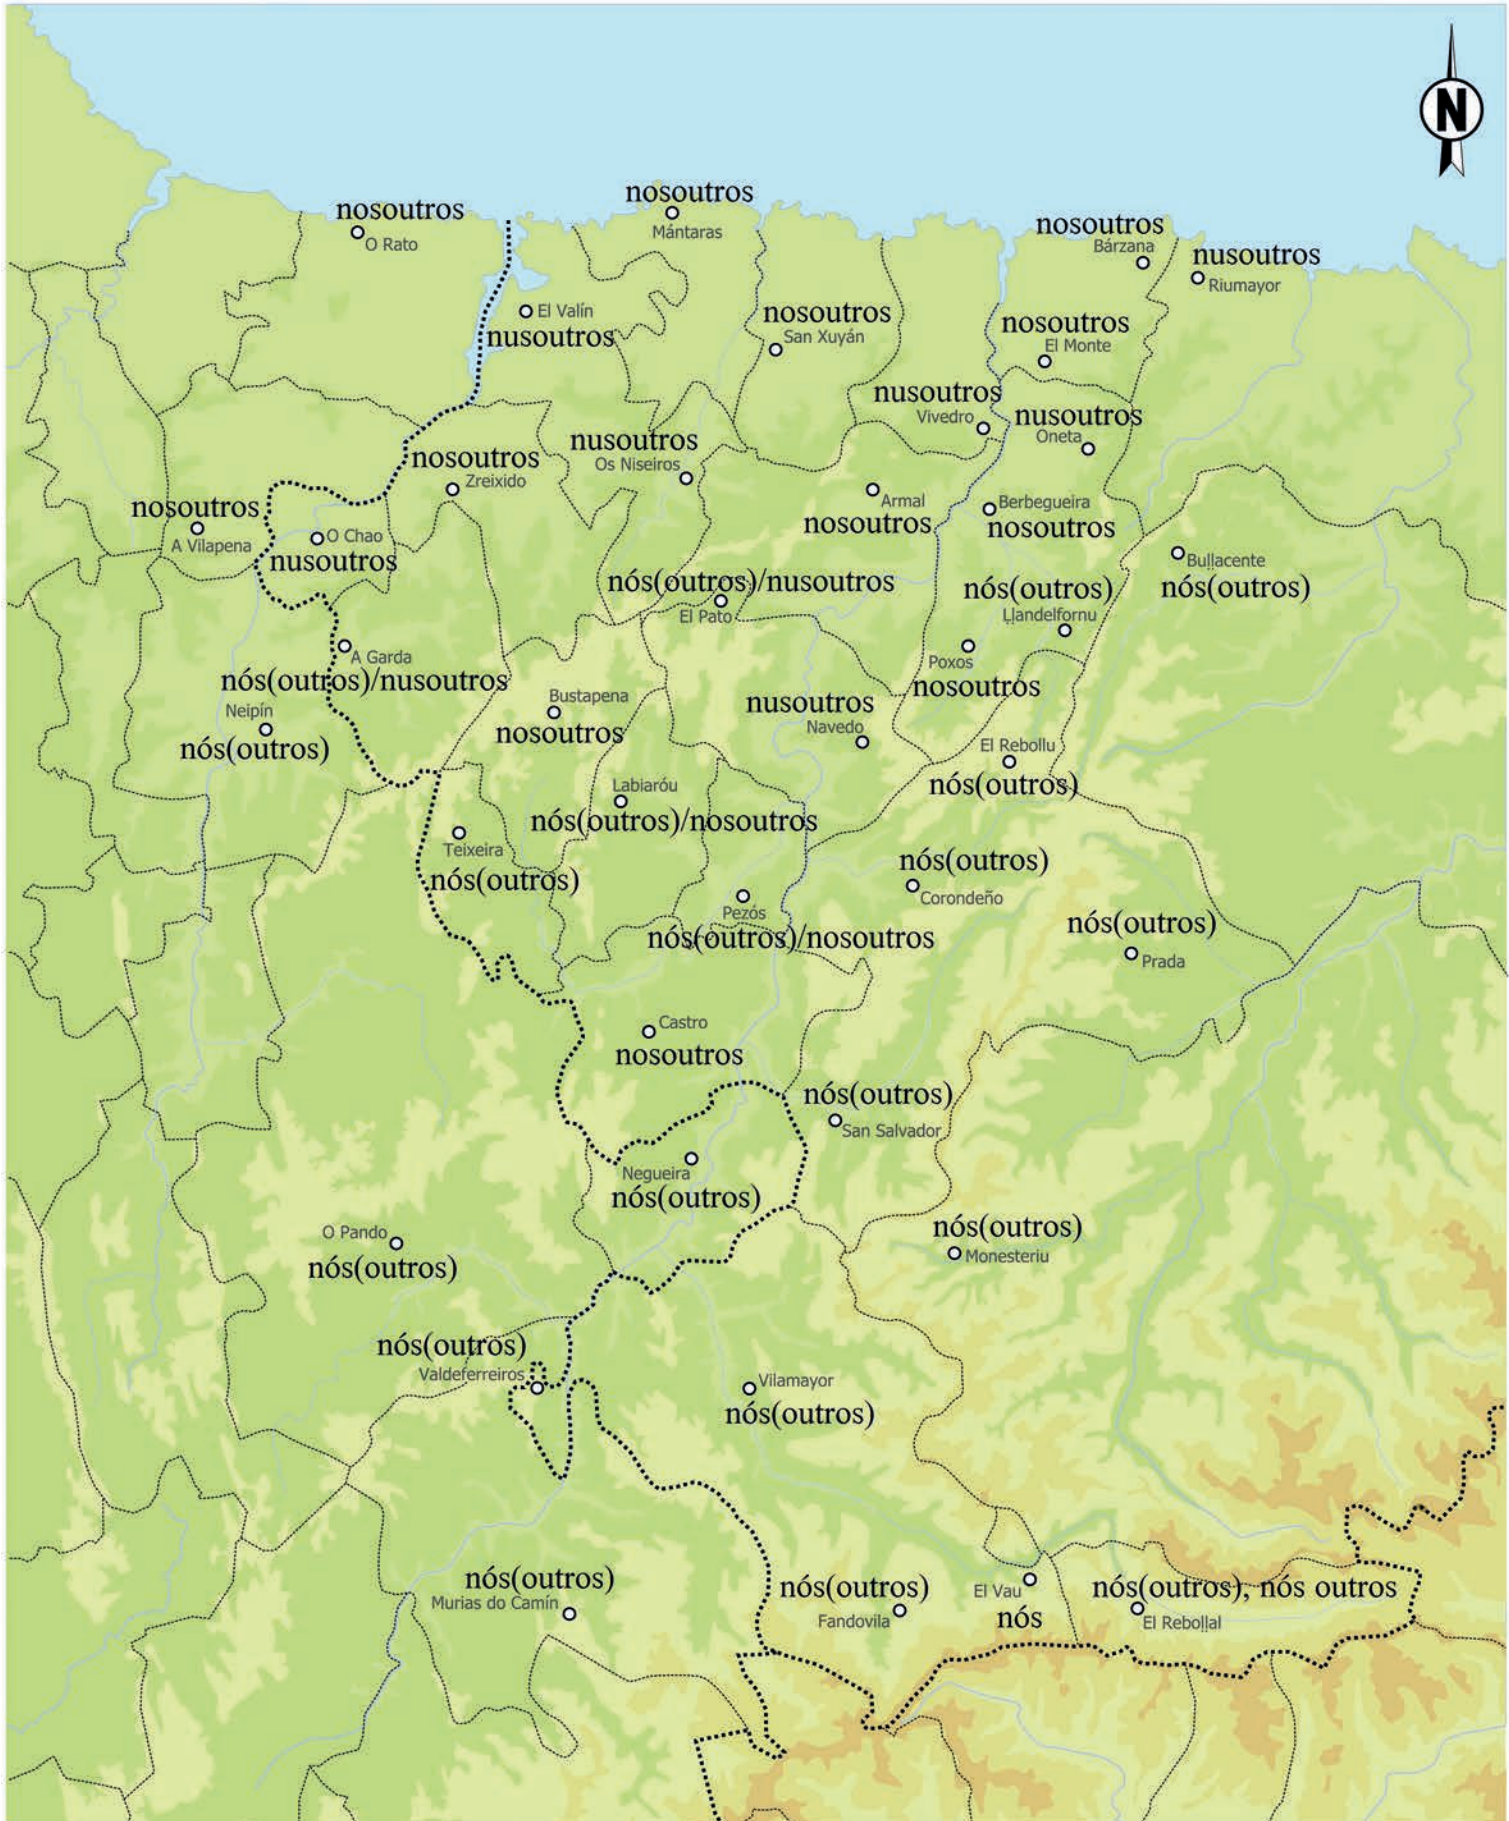 N
nosoutros
O Rato
nosoutros
Mántaras
nosoutros
Bárzana
nusoutros
Riumayor
El Valín
nusoutros
nosoutros
San Xuyán
nosoutros
El Monte
nusoutros
Vivedro
nusoutros
Oneta
nusoutros
Os Niseiros
nosoutros
Zreixido
nosoutros
A Vilapena
O Chao
nusoutros
Armal
nosoutros
Berbegueira
nosoutros
Buḷḷacente
nós(outros)
nós(outros)/nusoutros
El Pato
nós(outros)
Ḷḷandelfornu
A Garda
nós(outros)/nusoutros
Poxos
nosoutros
Neipín
nós(outros)
Bustapena
nosoutros
nusoutros
Navedo
El Rebollu
nós(outros)
Labiaróu
nós(outros)/nosoutros
Teixeira
nós(outros)
nós(outros)
Corondeño
Pezós
nós(outros)/nosoutros
nós(outros)
Prada
Castro
nosoutros
nós(outros)
San Salvador
Negueira
nós(outros)
O Pando
nós(outros)
nós(outros)
Monesteriu
nós(outros)
Valdeferreiros
Vilamayor
nós(outros)
nós(outros)
Murias do Camín
nós(outros)
Fandovila
El Vau
nós
nós(outros), nós outros
El Reboḷḷal